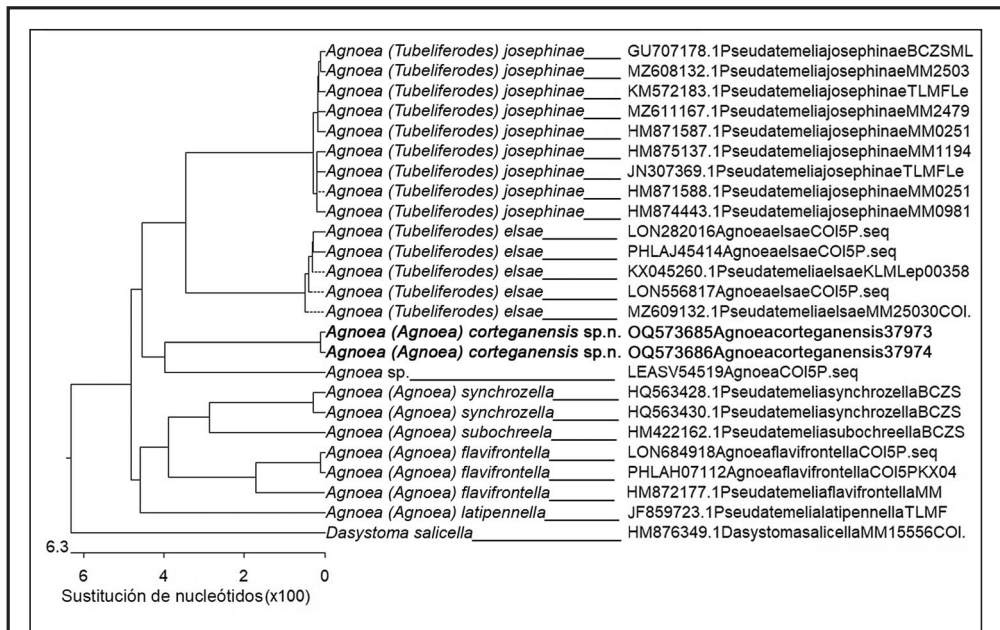 Agnoea (Tubeliferodes) josephinae GU707178.1PseudatemeliajosephinaeBCZSML
Agnoea (Tubeliferodes) josephinae MZ608132.1PseudatemeliajosephinaeMM2503
Agnoea (Tubeliferodes) josephinae KM572183.1PseudatemeliajosephinaeTLMFLe
Agnoea (Tubeliferodes) josephinae MZ611167.1PseudatemeliajosephinaeMM2479
Agnoea (Tubeliferodes) josephinae HM871587.1PseudatemeliajosephinaeMM0251
Agnoea (Tubeliferodes) josephinae HM875137.1PseudatemeliajosephinaeMM1194
Agnoea (Tubeliferodes) josephinae JN307369.1PseudatemeliajosephinaeTLMFLe
Agnoea (Tubeliferodes) josephinae HM871588.1PseudatemeliajosephinaeMM0251
Agnoea (Tubeliferodes) josephinae HM874443.1PseudatemeliajosephinaeMM0981
Agnoea (Tubeliferodes) elsae LON282016AgnoeaelsaeCOI5P.seq
Agnoea (Tubeliferodes) elsae PHLAJ45414AgnoeaelsaeCOI5P.seq
Agnoea (Tubeliferodes) elsae KX045260.1PseudatemeliaelsaeKLMLep00358
Agnoea (Tubeliferodes) elsae LON556817AgnoeaelsaeCOI5P.seq
Agnoea (Tubeliferodes) elsae MZ609132.1PseudatemeliaelsaeMM25030COI.
Agnoea (Agnoea) corteganensis sp.n. OQ573685Agnoeacorteganensis37973
Agnoea (Agnoea) corteganensis sp.n. OQ573686Agnoeacorteganensis37974
Agnoea sp. LEASV54519AgnoeaCOI5P.seq
Agnoea (Agnoea) synchrozella HQ563428.1PseudatemeliasynchrozellaBCZS
Agnoea (Agnoea) synchrozella HQ563430.1PseudatemeliasynchrozellaBCZS
Agnoea (Agnoea) subochreela HM422162.1PseudatemeliasubochreellaBCZS
Agnoea (Agnoea) flavifrontella LON684918AgnoeaflavifrontellaCOI5P.seq
Agnoea (Agnoea) flavifrontella PHLAH07112AgnoeaflavifrontellaCOI5PKX04
Agnoea (Agnoea) flavifrontella HM872177.1PseudatemeliaflavifrontellaMM
Agnoea (Agnoea) latipennella JF859723.1PseudatemelialatipennellaTLMF
Dasystoma salicella HM876349.1DasystomasalicellaMM15556COI.
6.3
6 4 2 0
Sustitución de nucleótidos (x100)